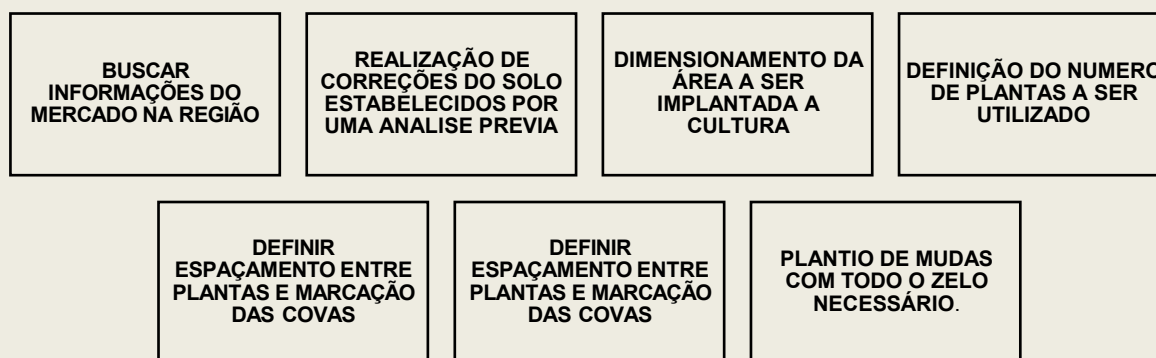 BUSCAR
INFORMAÇÕES DO
MERCADO NA REGIÃO
REALIZAÇÃO DE
CORREÇÕES DO SOLO
ESTABELECIDOS POR
UMA ANALISE PREVIA
DIMENSIONAMENTO DA
ÁREA A SER
IMPLANTADA A
CULTURA
DEFINIÇÃO DO NUMERO
DE PLANTAS A SER
UTILIZADO
DEFINIR
ESPAÇAMENTO ENTRE
PLANTAS E MARCAÇÃO
DAS COVAS
DEFINIR
ESPAÇAMENTO ENTRE
PLANTAS E MARCAÇÃO
DAS COVAS
PLANTIO DE MUDAS
COM TODO O ZELO
NECESSÁRIO.